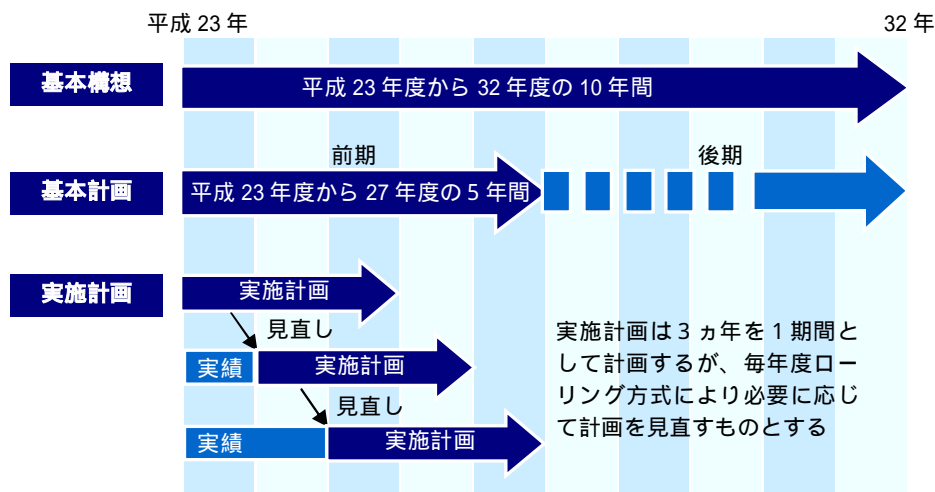 平成 23 年
32 年
基本構想
平成 23 年度から 32 年度の 10 年間
前期
後期
基本計画
平成 23 年度から 27 年度の 5 年間
実施計画
実施計画
見直し
実績
実施計画
見直し
実績
実施計画
実施計画は３ヵ年を１期間と
して計画するが、毎年度ロー
リング方式により必要に応じ
て計画を見直すものとする